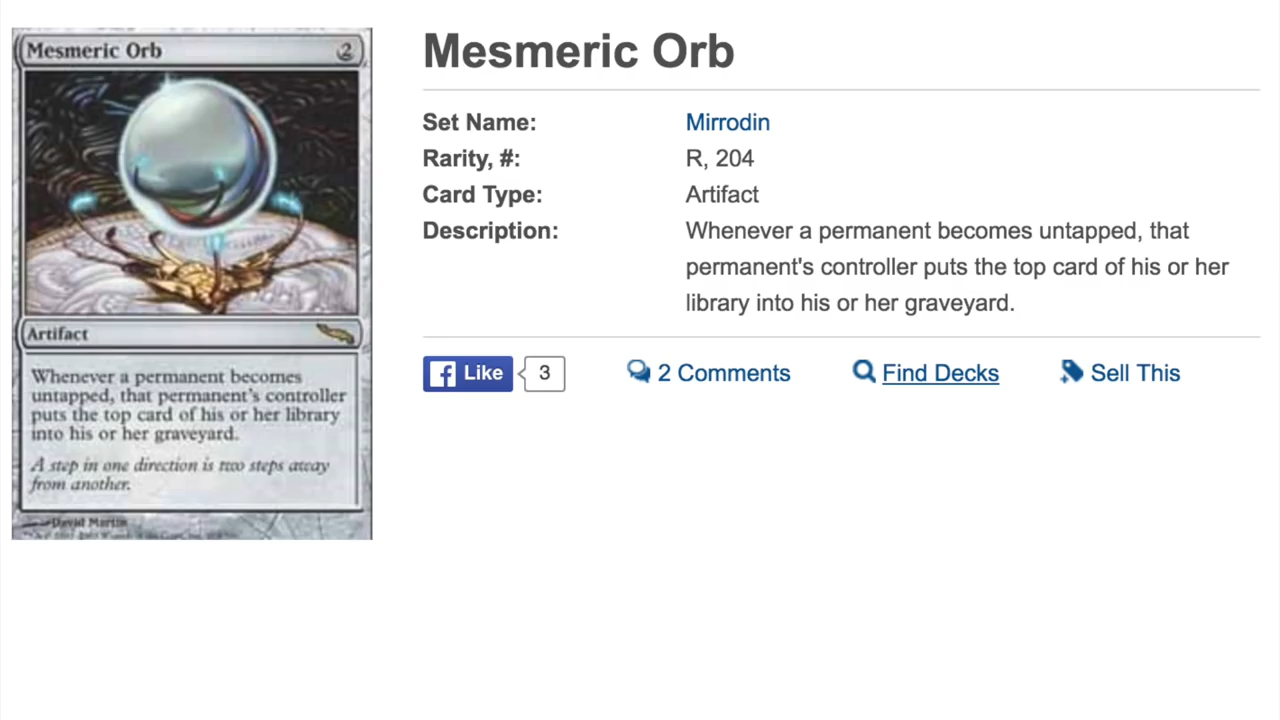 Mesmeric Orb 2
Artifact
Whenever a permanent becomes
untapped, that permanent's controller
puts the top card of his or her library
into his or her graveyard.
A step in one direction is two steps away
from another.
David Martin
Mesmeric Orb
Set Name: Mirrodin
Rarity, #: R, 204
Card Type: Artifact
Description: Whenever a permanent becomes untapped, that
permanent's controller puts the top card of his or her
library into his or her graveyard.
f Like 3 2 Comments Find Decks Sell This